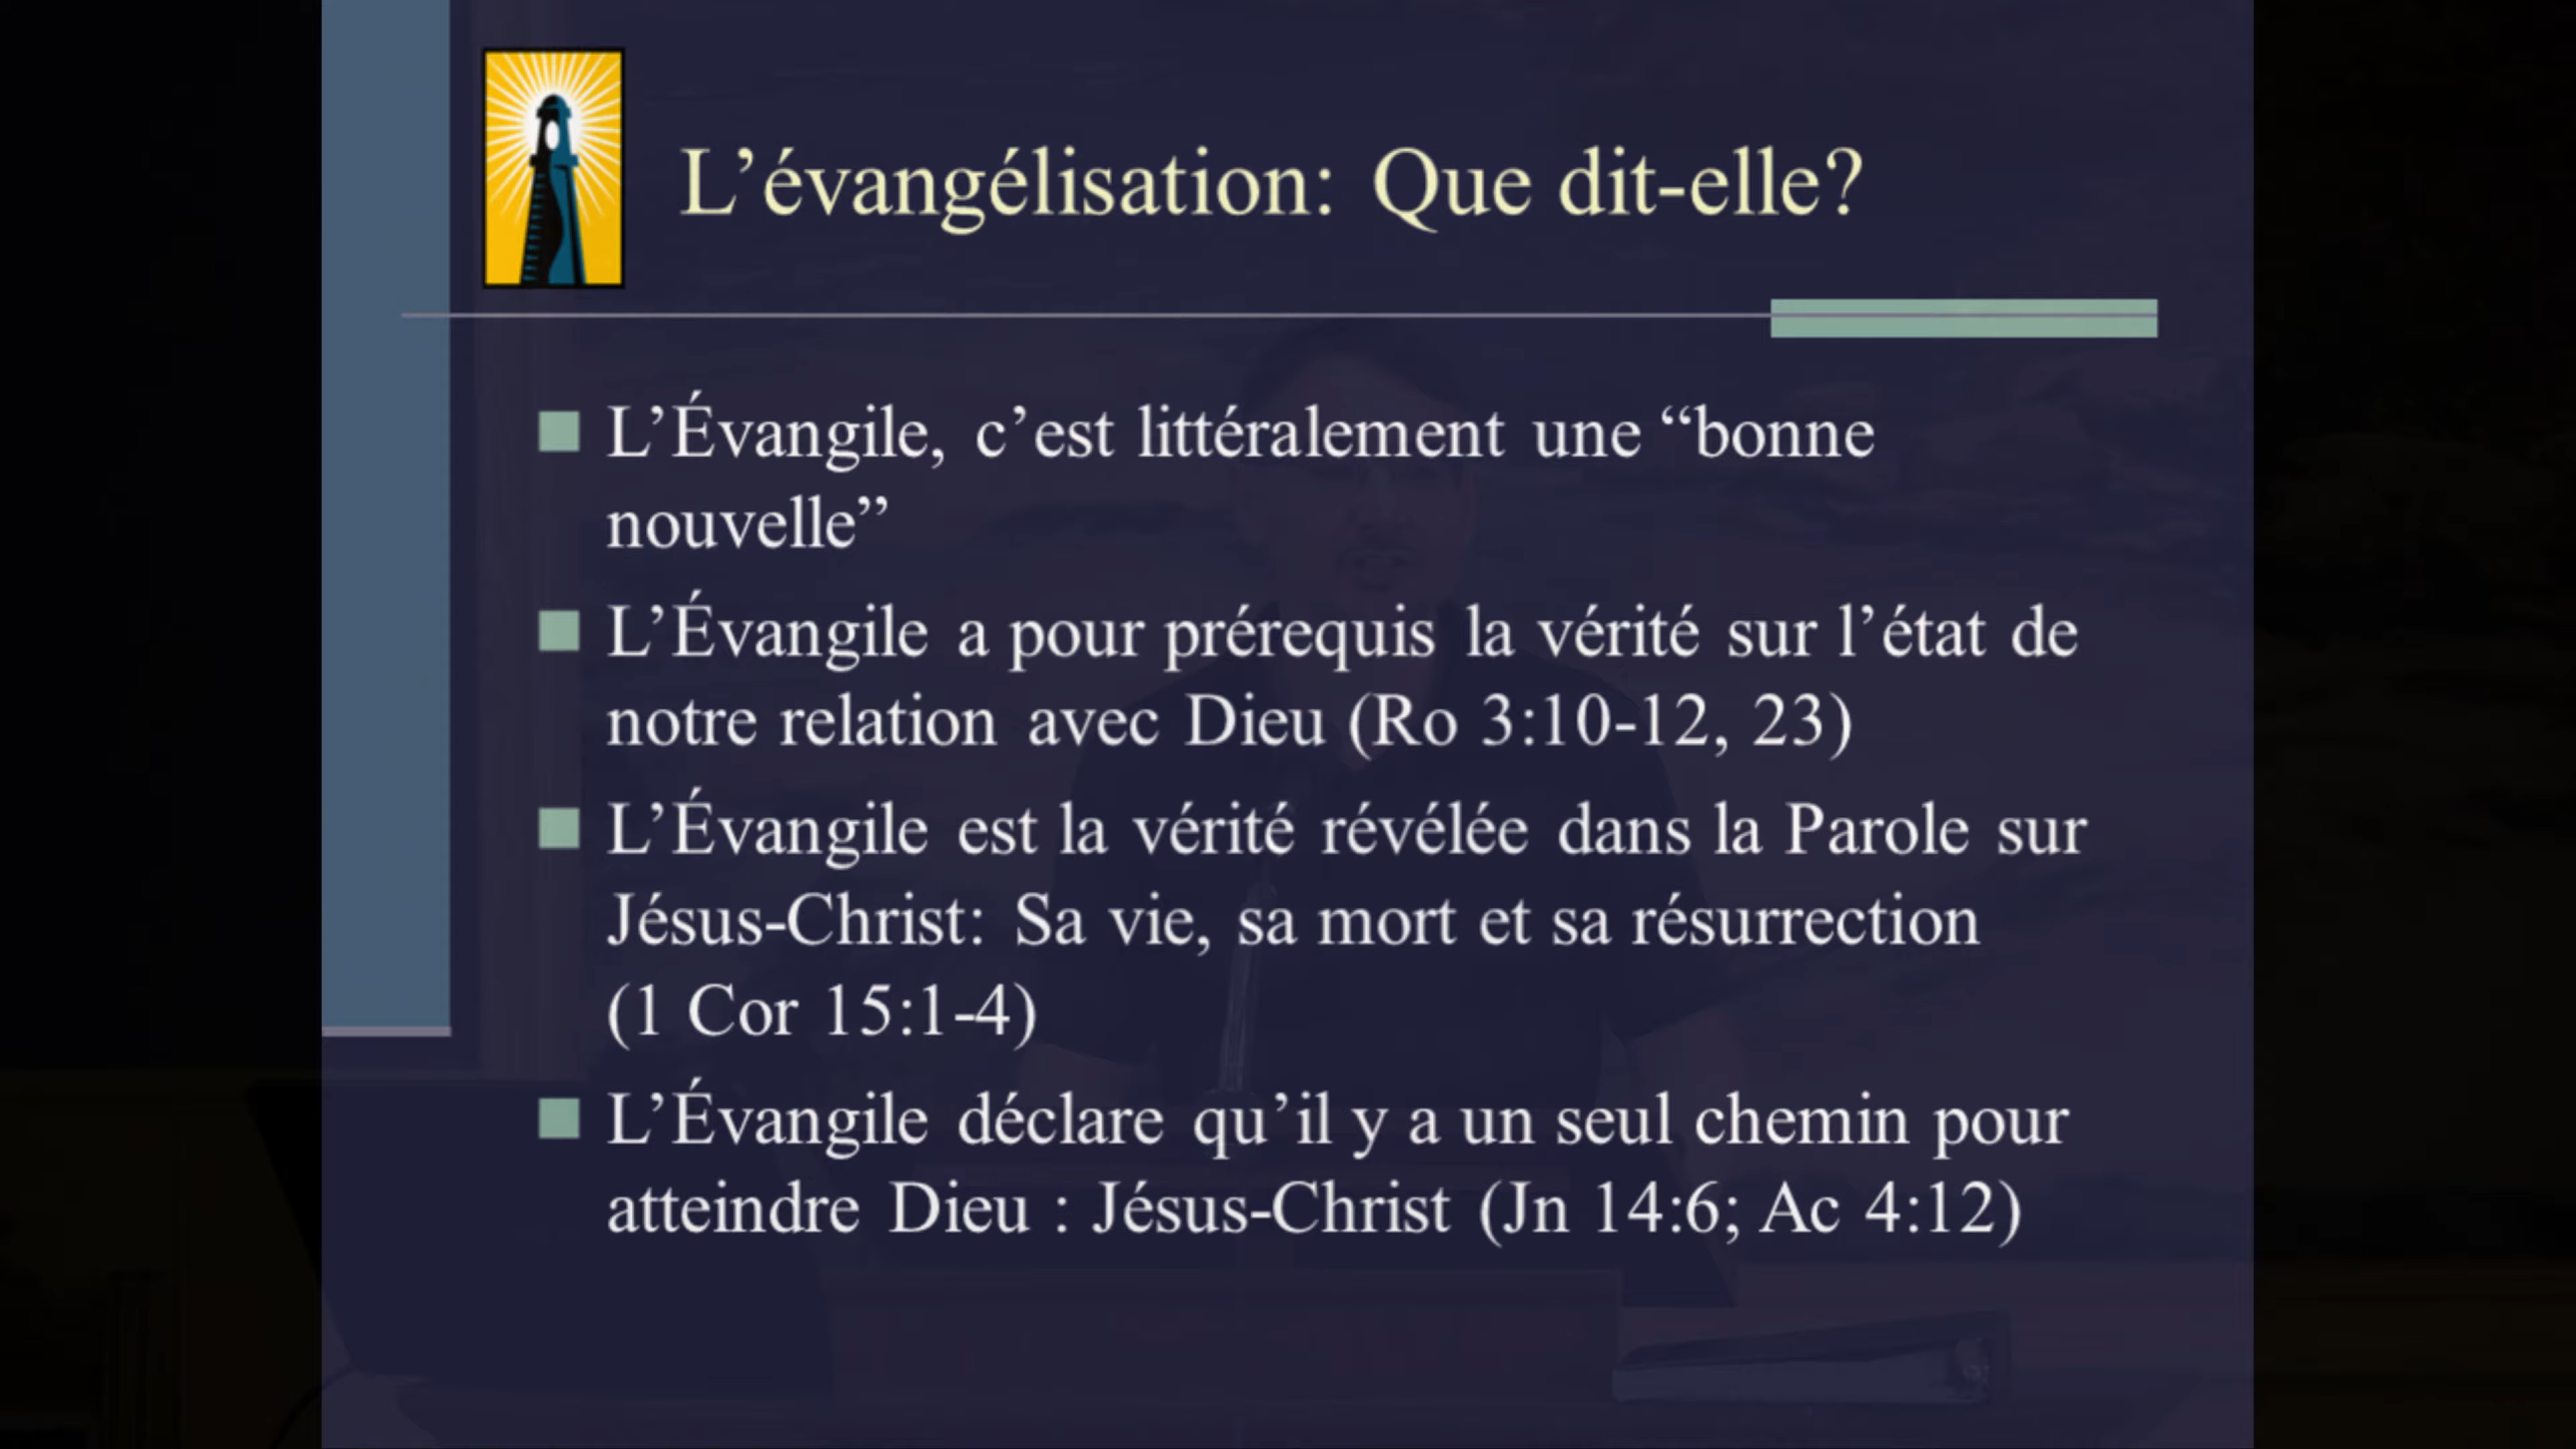 L’évangélisation: Que dit-elle?
L’Évangile, c’est littéralement une “bonne
nouvelle”
L’Évangile a pour prérequis la vérité sur l’état de
notre relation avec Dieu (Ro 3:10-12, 23)
L’Évangile est la vérité révélée dans la Parole sur
Jésus-Christ: Sa vie, sa mort et sa résurrection
(1 Cor 15:1-4)
L’Évangile déclare qu’il y a un seul chemin pour
atteindre Dieu : Jésus-Christ (Jn 14:6; Ac 4:12)